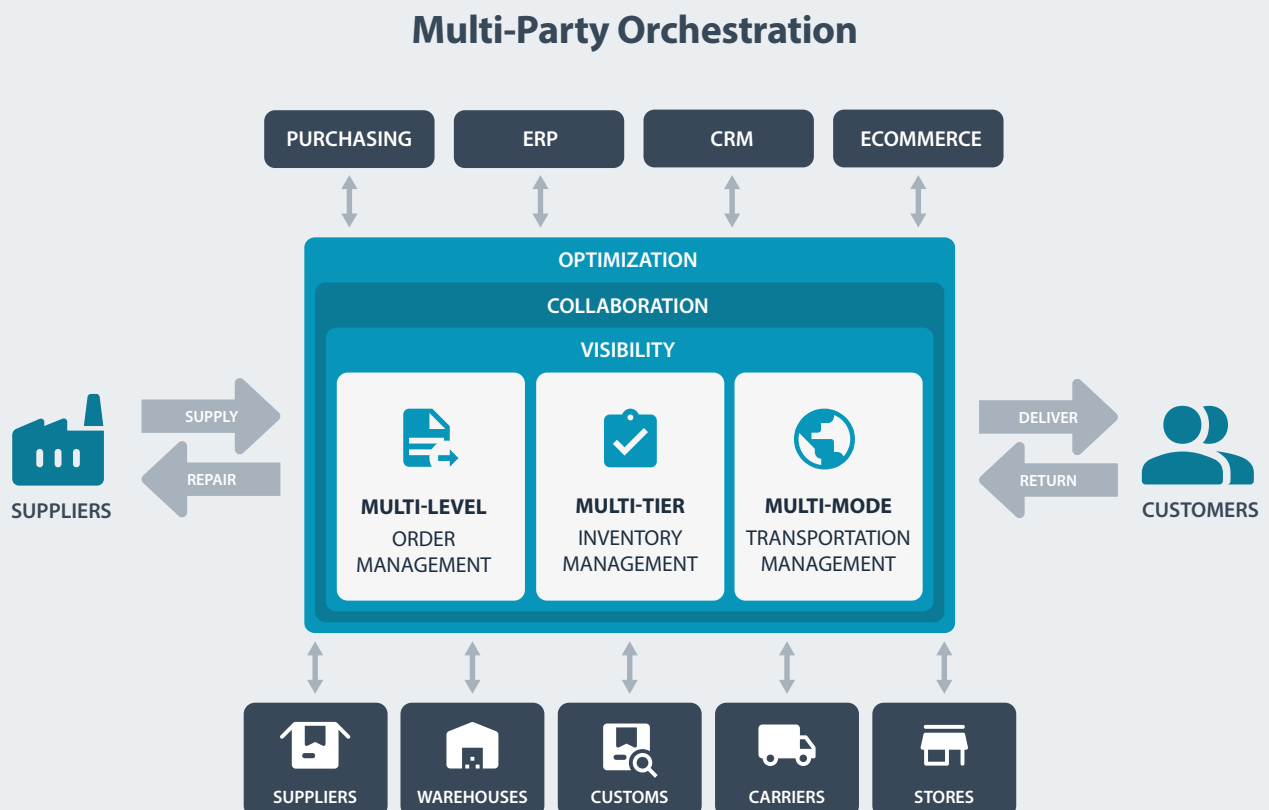 Multi-Party Orchestration
PURCHASING
ERP
CRM
ECOMMERCE
OPTIMIZATION
COLLABORATION
VISIBILITY
SUPPLY
REPAIR
SUPPLIERS
MULTI-LEVEL
ORDER
MANAGEMENT
MULTI-TIER
INVENTORY
MANAGEMENT
MULTI-MODE
TRANSPORTATION
MANAGEMENT
DELIVER
RETURN
CUSTOMERS
SUPPLIERS
WAREHOUSES
CUSTOMS
CARRIERS
STORES